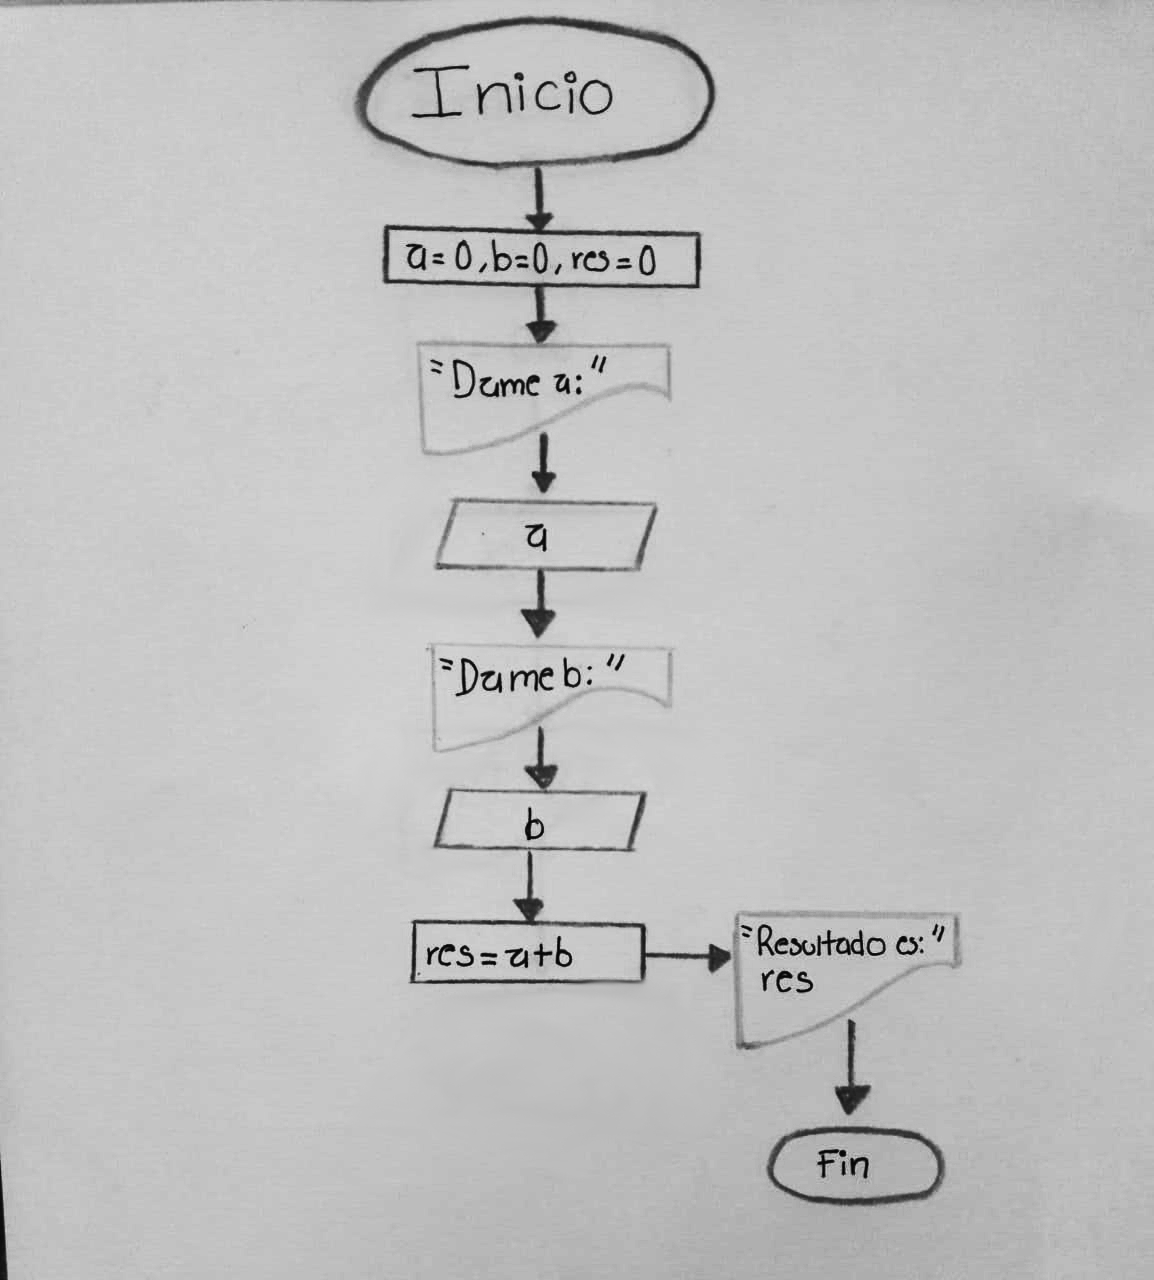 Inicio
a=0,b=0,res=0
"Dame a:"
a
"Dame b:"
b
res=a+b
"Resultado es:"
res
Fin